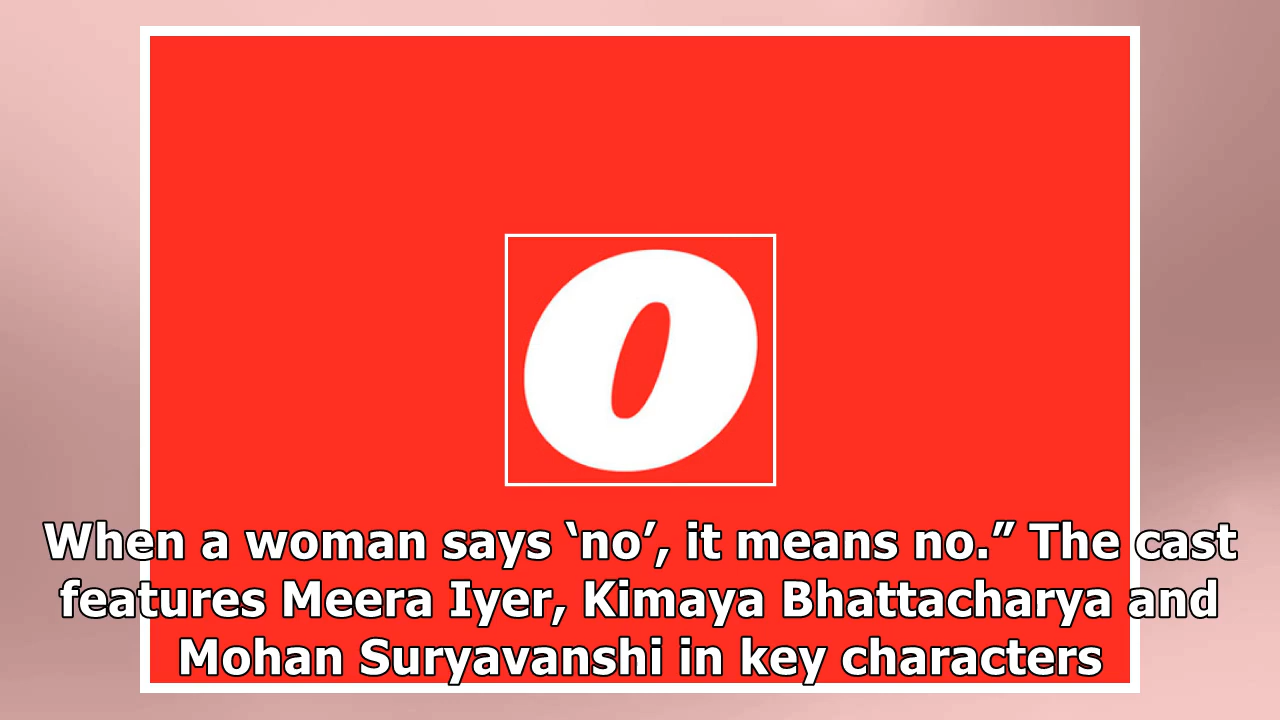 O
When a woman says ‘no’, it means no.” The cast
features Meera Iyer, Kimaya Bhattacharya and
Mohan Suryavanshi in key characters